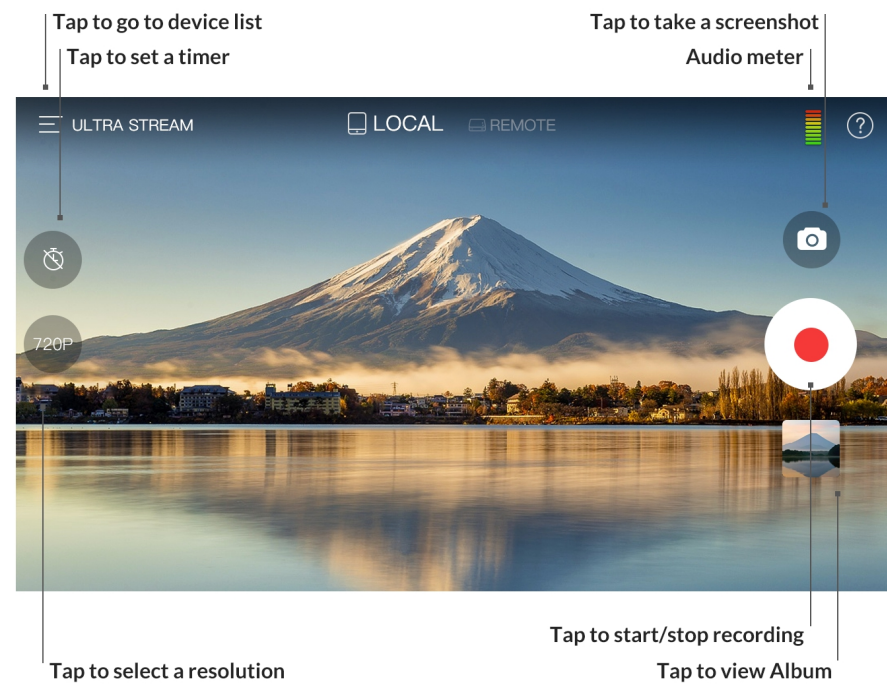 Tap to go to device list
Tap to take a screenshot
Tap to set a timer
Audio meter
ULTRA STREAM
LOCAL
REMOTE
?
720P
Tap to start/stop recording
Tap to select a resolution
Tap to view Album